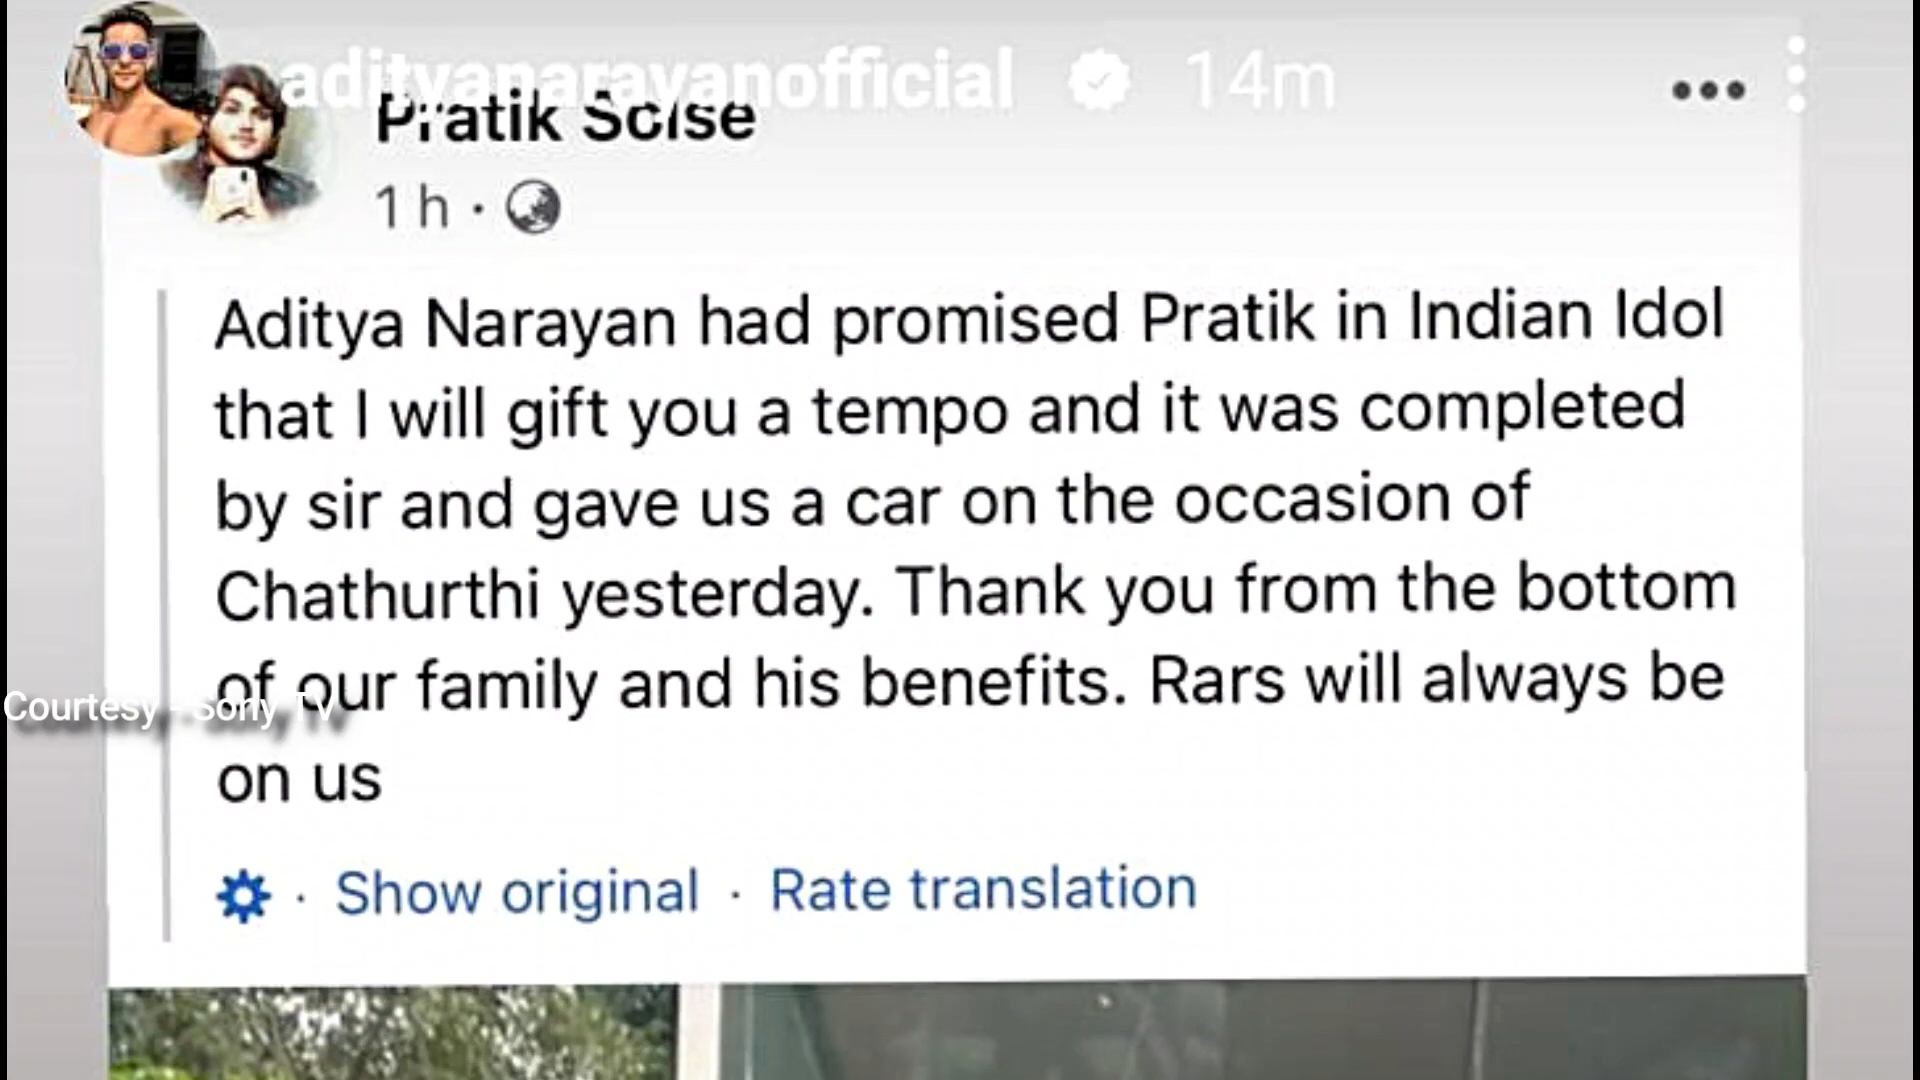 adityanarayanofficial 14m
Pratik Solse
1 h ·
Aditya Narayan had promised Pratik in Indian Idol
that I will gift you a tempo and it was completed
by sir and gave us a car on the occasion of
Chathurthi yesterday. Thank you from the bottom
of our family and his benefits. Rars will always be
on us
Courtesy - Sony TV
· Show original · Rate translation